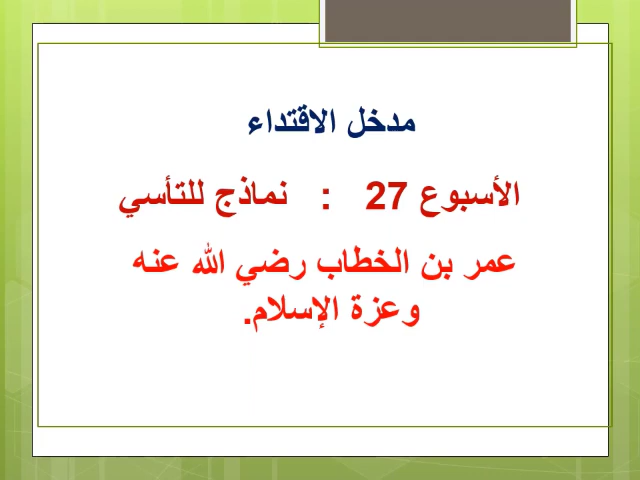 مدخل الاقتداء
الأسبوع 27 : نماذج للتأسي
عمر بن الخطاب رضي الله عنه
وعزة الإسلام.